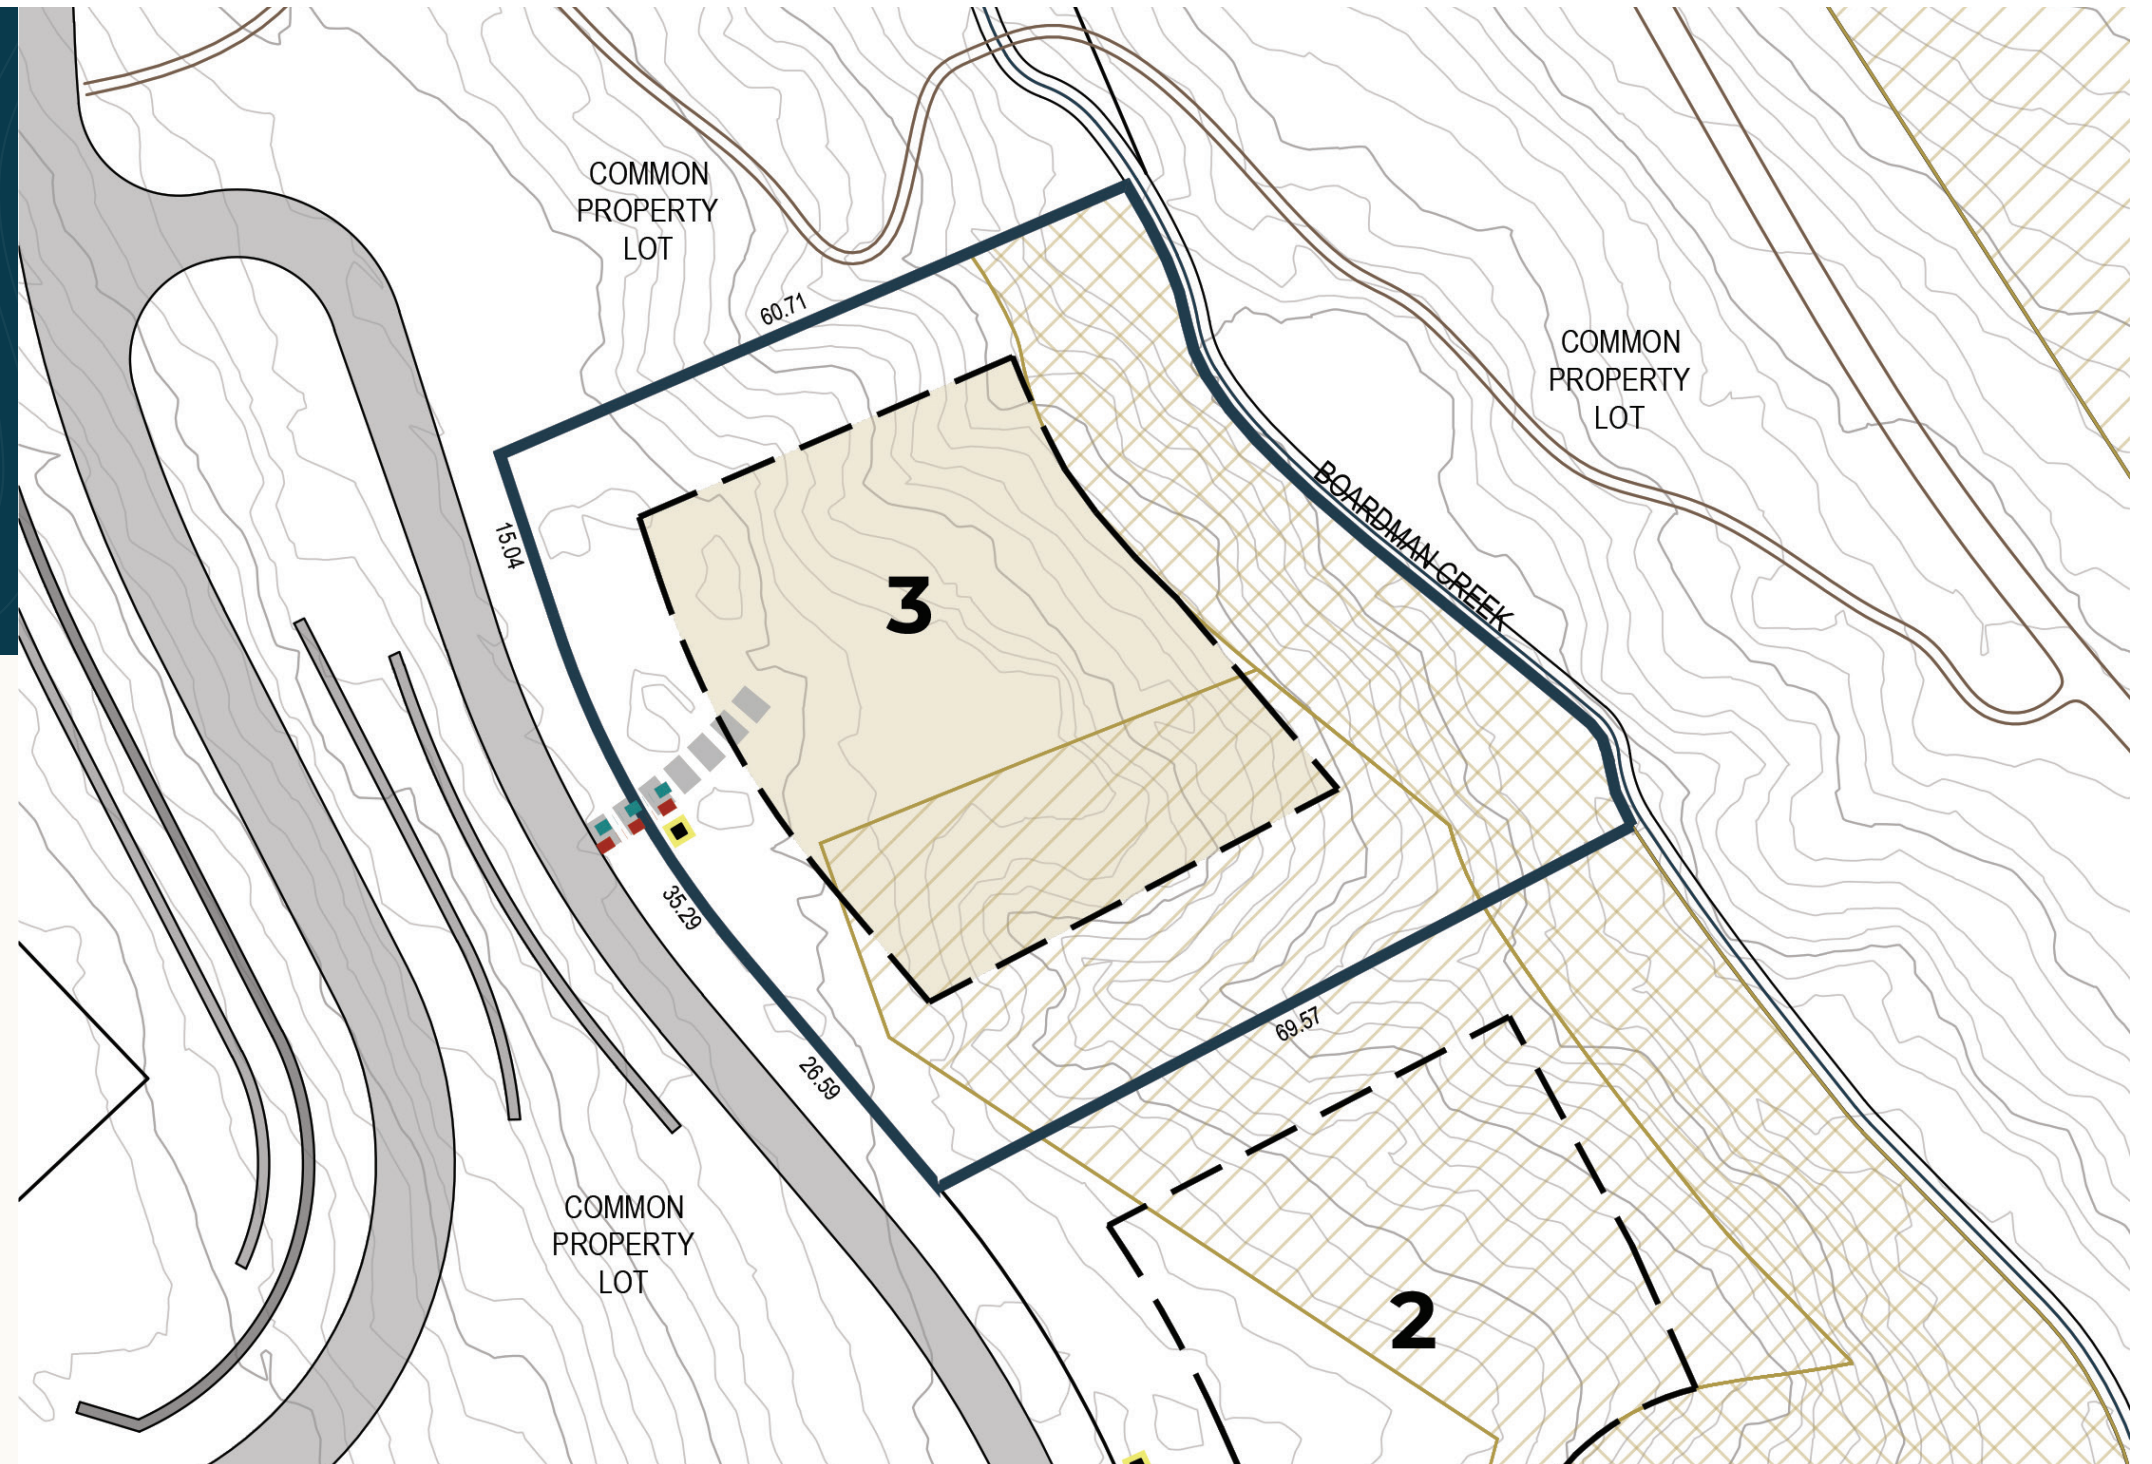 COMMON
PROPERTY
LOT
60.71
COMMON
PROPERTY
LOT
BOARDMAN CREEK
15.04
3
35.29
69.57
26.59
COMMON
PROPERTY
LOT
2